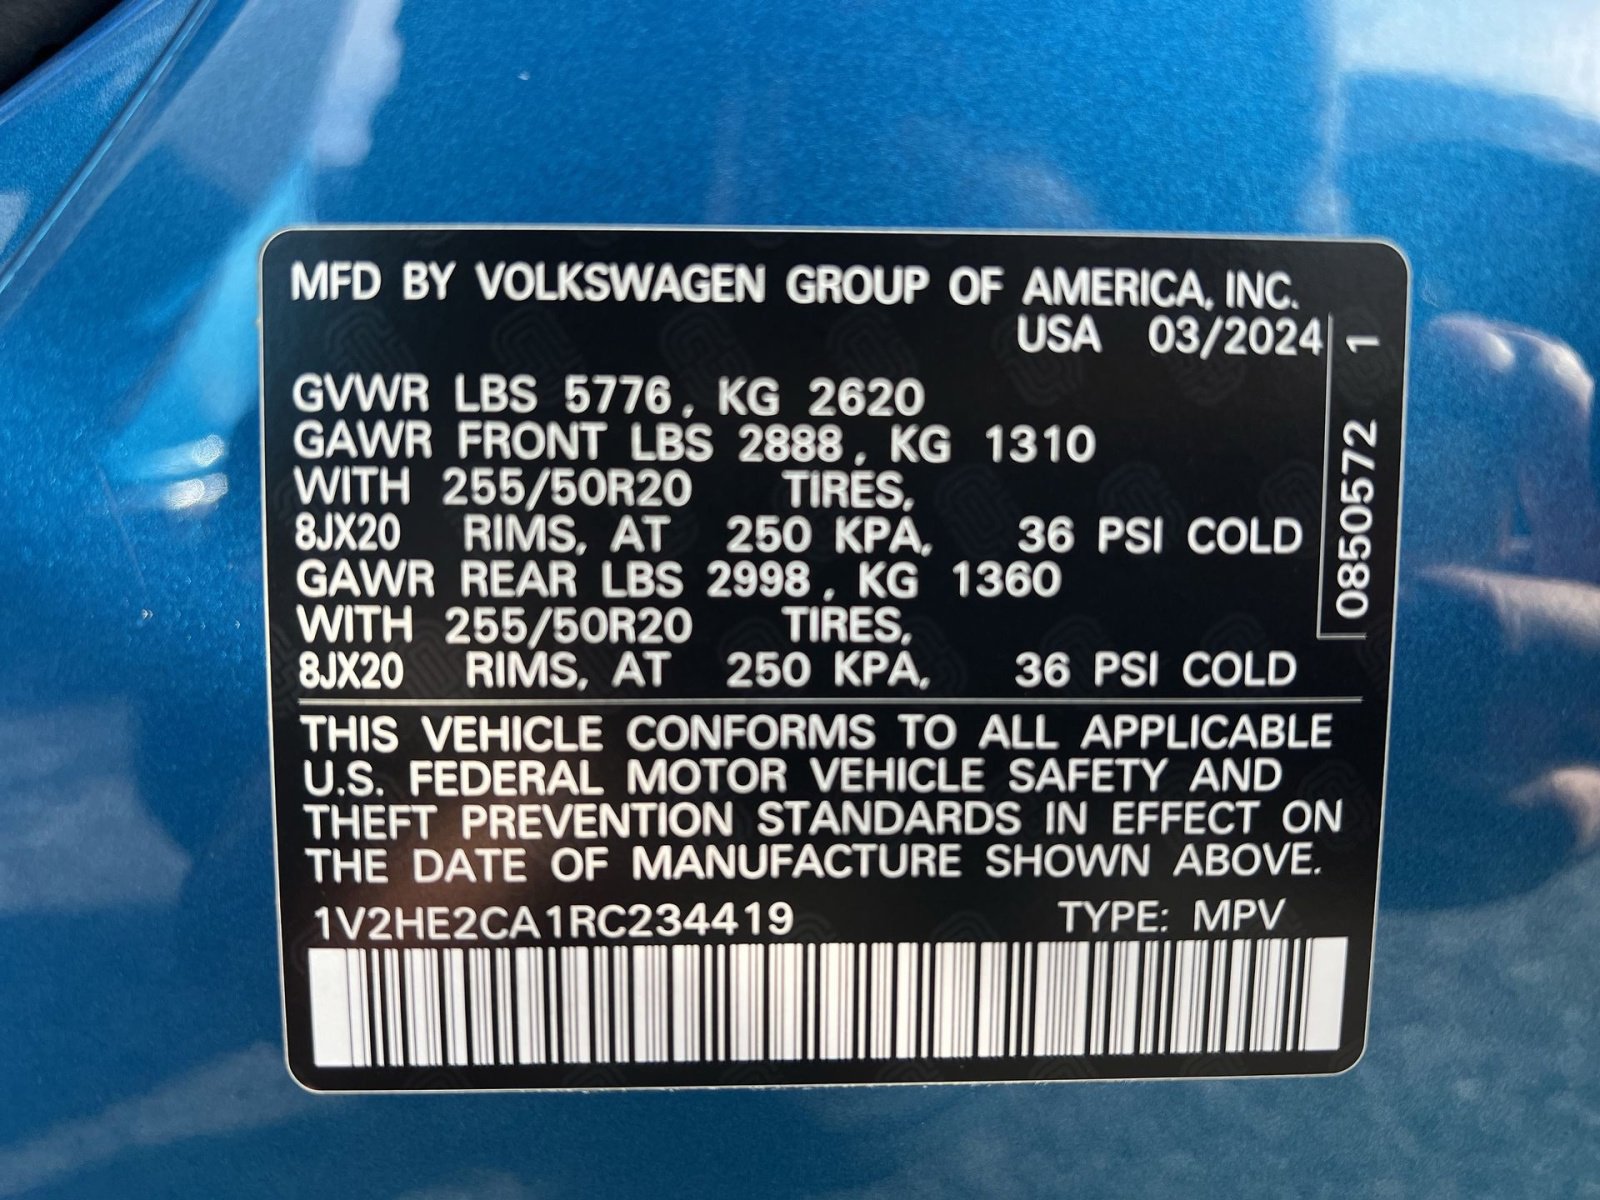 MFD BY VOLKSWAGEN GROUP OF AMERICA, INC.
USA 03/2024
GVWR LBS 5776, KG 2620
GAWR FRONT LBS 2888, KG 1310
WITH 255/50R20 TIRES,
8JX20 RIMS, AT 250 KPA, 36 PSI COLD
GAWR REAR LBS 2998, KG 1360
WITH 255/50R20 TIRES,
8JX20 RIMS, AT 250 KPA, 36 PSI COLD
0850572 1
THIS VEHICLE CONFORMS TO ALL APPLICABLE
U.S. FEDERAL MOTOR VEHICLE SAFETY AND
THEFT PREVENTION STANDARDS IN EFFECT ON
THE DATE OF MANUFACTURE SHOWN ABOVE.
1V2HE2CA1RC234419 TYPE: MPV